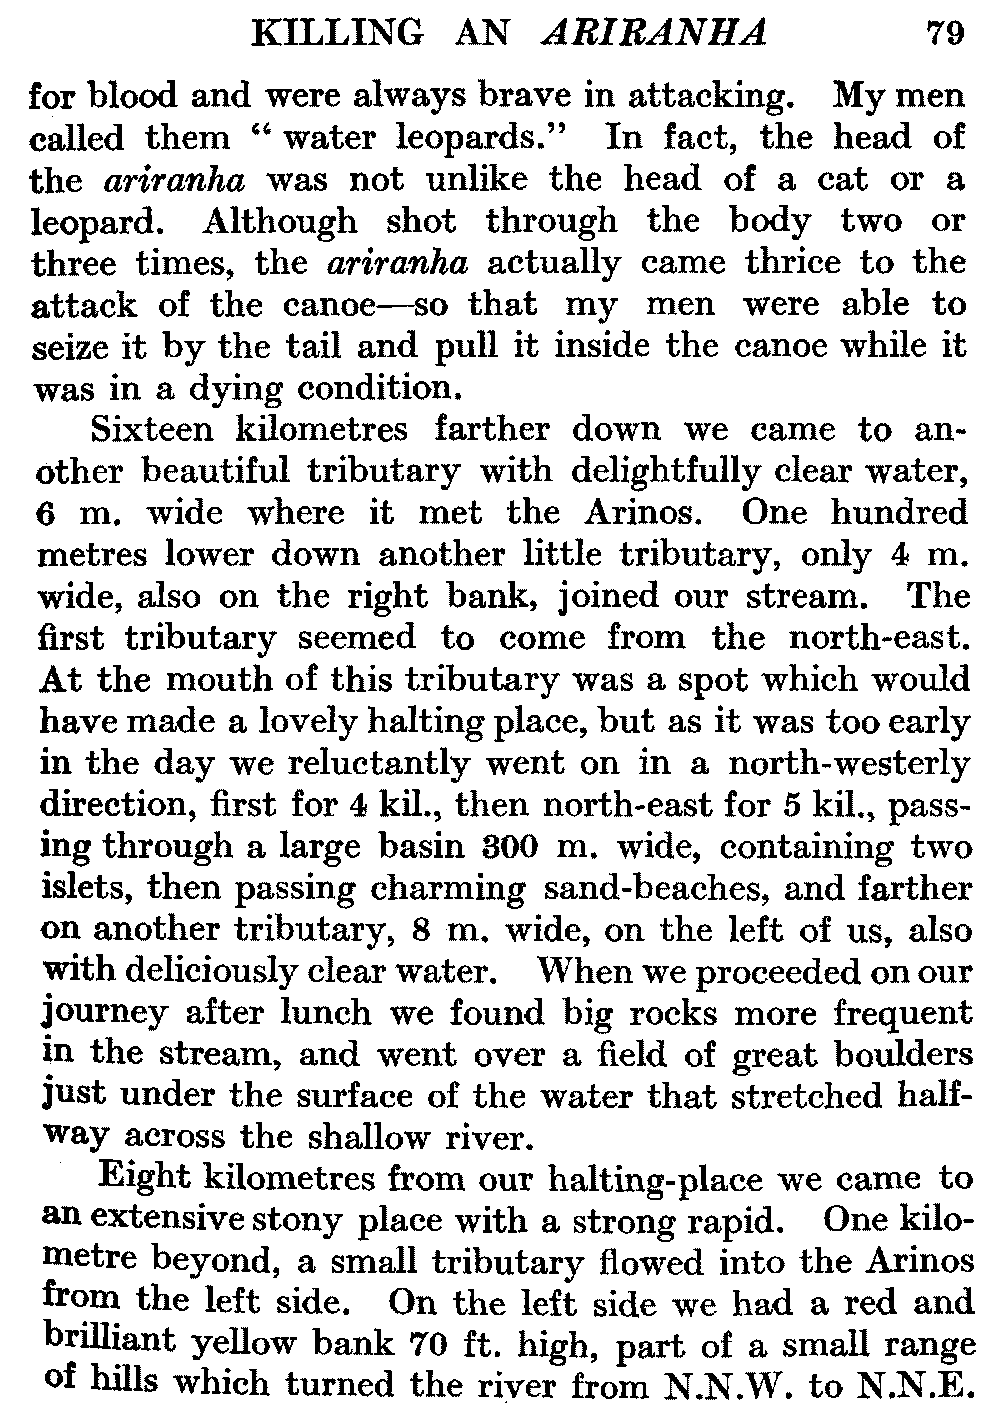 KILLING AN ARIRANHA 79
for blood and were always brave in attacking. My men
called them “ water leopards.” In fact, the head of
the ariranha was not unlike the head of a cat or a
leopard. Although shot through the body two or
three times, the ariranha actually came thrice to the
attack of the canoe—so that my men were able to
seize it by the tail and pull it inside the canoe while it
was in a dying condition.
Sixteen kilometres farther down we came to an-
other beautiful tributary with delightfully clear water,
6 m. wide where it met the Arinos. One hundred
metres lower down another little tributary, only 4 m.
wide, also on the right bank, joined our stream. The
first tributary seemed to come from the north-east.
At the mouth of this tributary was a spot which would
have made a lovely halting place, but as it was too early
in the day we reluctantly went on in a north-westerly
direction, first for 4 kil., then north-east for 5 kil., pass-
ing through a large basin 300 m. wide, containing two
islets, then passing charming sand-beaches, and farther
on another tributary, 8 m. wide, on the left of us, also
with deliciously clear water. When we proceeded on our
journey after lunch we found big rocks more frequent
in the stream, and went over a field of great boulders
just under the surface of the water that stretched half-
way across the shallow river.
Eight kilometres from our halting-place we came to
an extensive stony place with a strong rapid. One kilo-
metre beyond, a small tributary flowed into the Arinos
from the left side. On the left side we had a red and
brilliant yellow bank 70 ft. high, part of a small range
of hills which turned the river from N.N.W. to N.N.E.